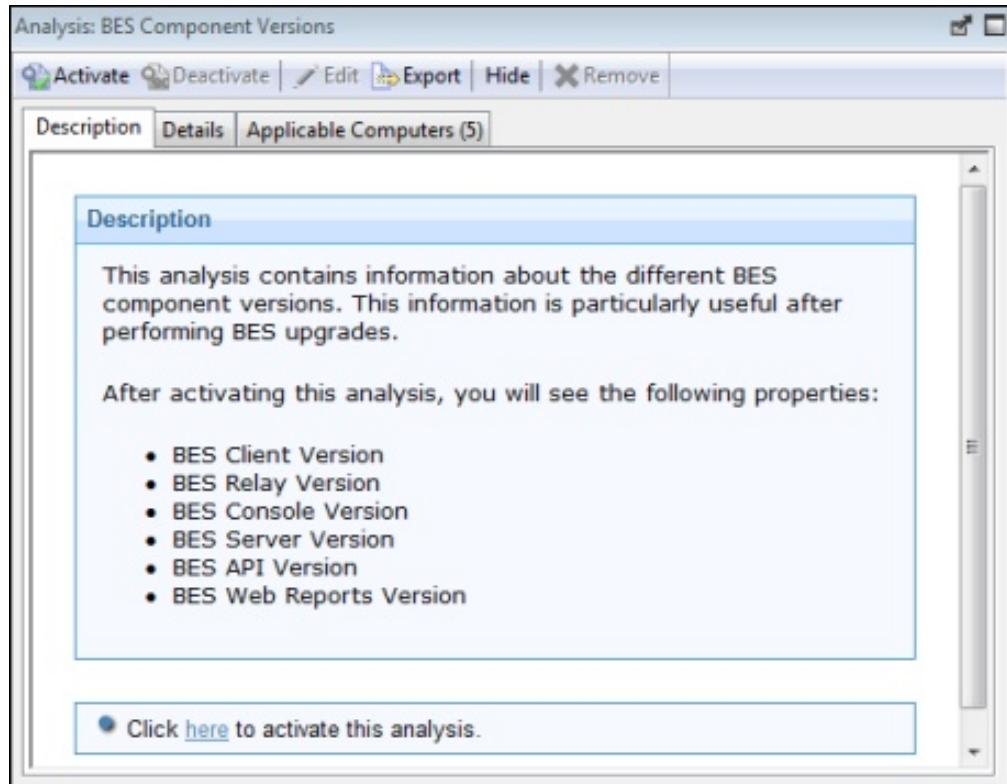 Analysis: BES Component Versions
Activate Deactivate Edit Export Hide Remove
Description Details Applicable Computers (5)
Description
This analysis contains information about the different BES
component versions. This information is particularly useful after
performing BES upgrades.
After activating this analysis, you will see the following properties:
• BES Client Version
• BES Relay Version
• BES Console Version
• BES Server Version
• BES API Version
• BES Web Reports Version
Click here to activate this analysis.